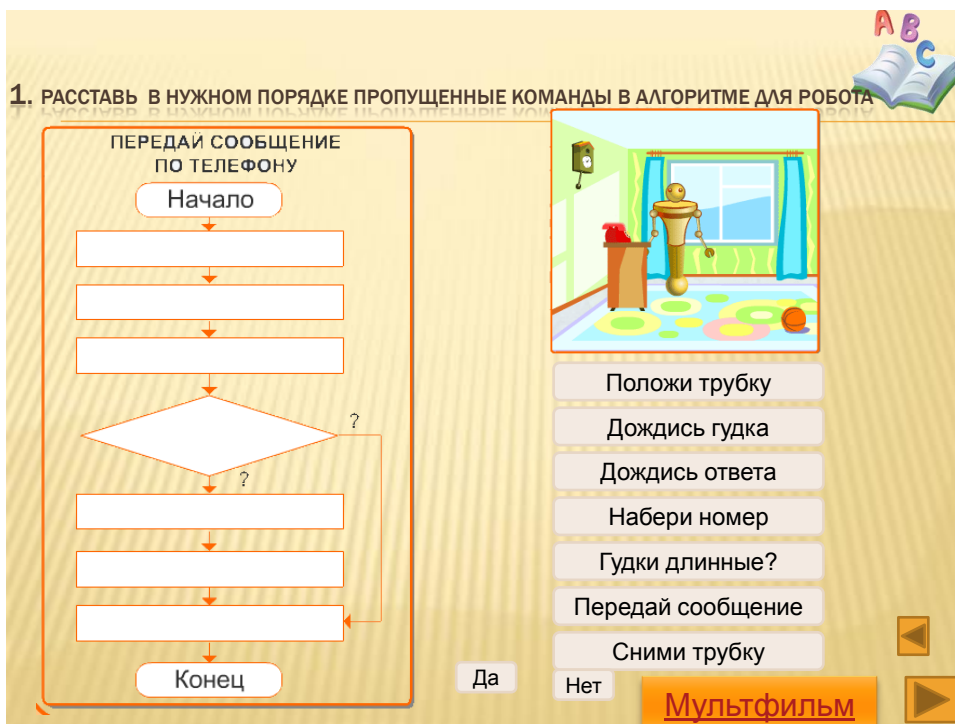 A B C
1. РАССТАВЬ В НУЖНОМ ПОРЯДКЕ ПРОПУЩЕННЫЕ КОМАНДЫ В АЛГОРИТМЕ ДЛЯ РОБОТА
ПЕРЕДАЙ СООБЩЕНИЕ
ПО ТЕЛЕФОНУ
Начало
?
?
Конец
Положи трубку
Дождись гудка
Дождись ответа
Набери номер
Гудки длинные?
Передай сообщение
Сними трубку
Да
Нет
Мультфильм